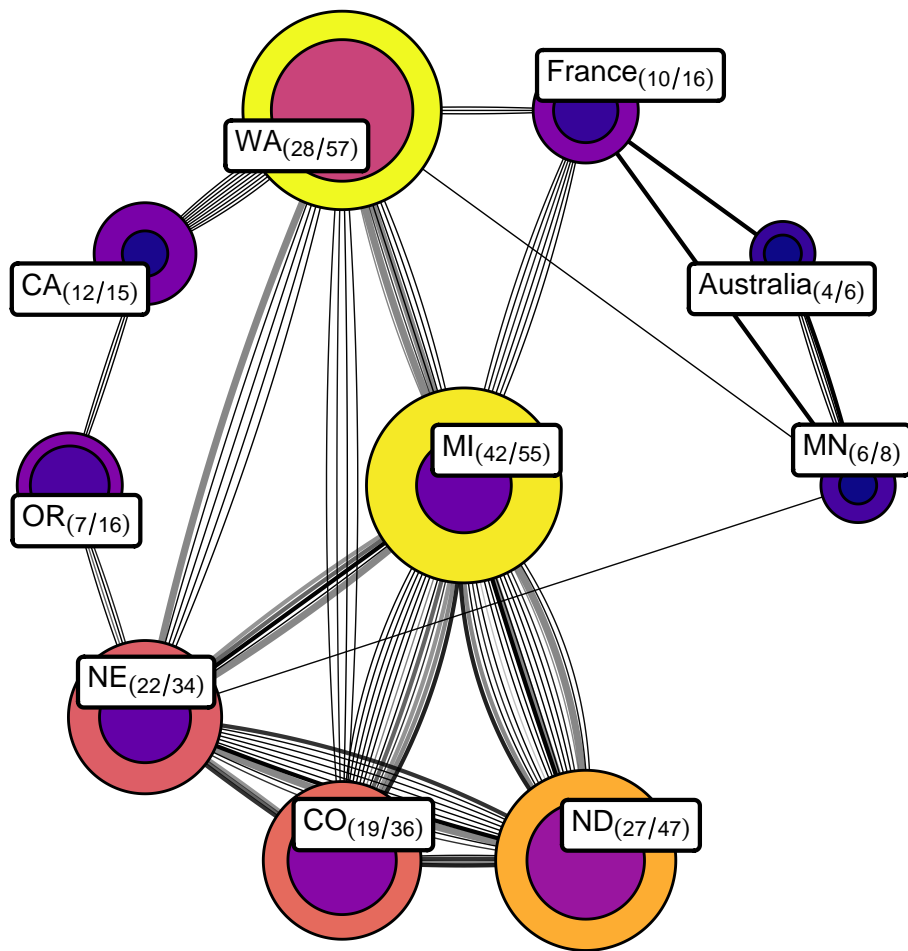 France(10/16)
WA(28/57)
CA(12/15)
Australia(4/6)
MI(42/55)
MN(6/8)
OR(7/16)
NE(22/34)
CO(19/36)
ND(27/47)